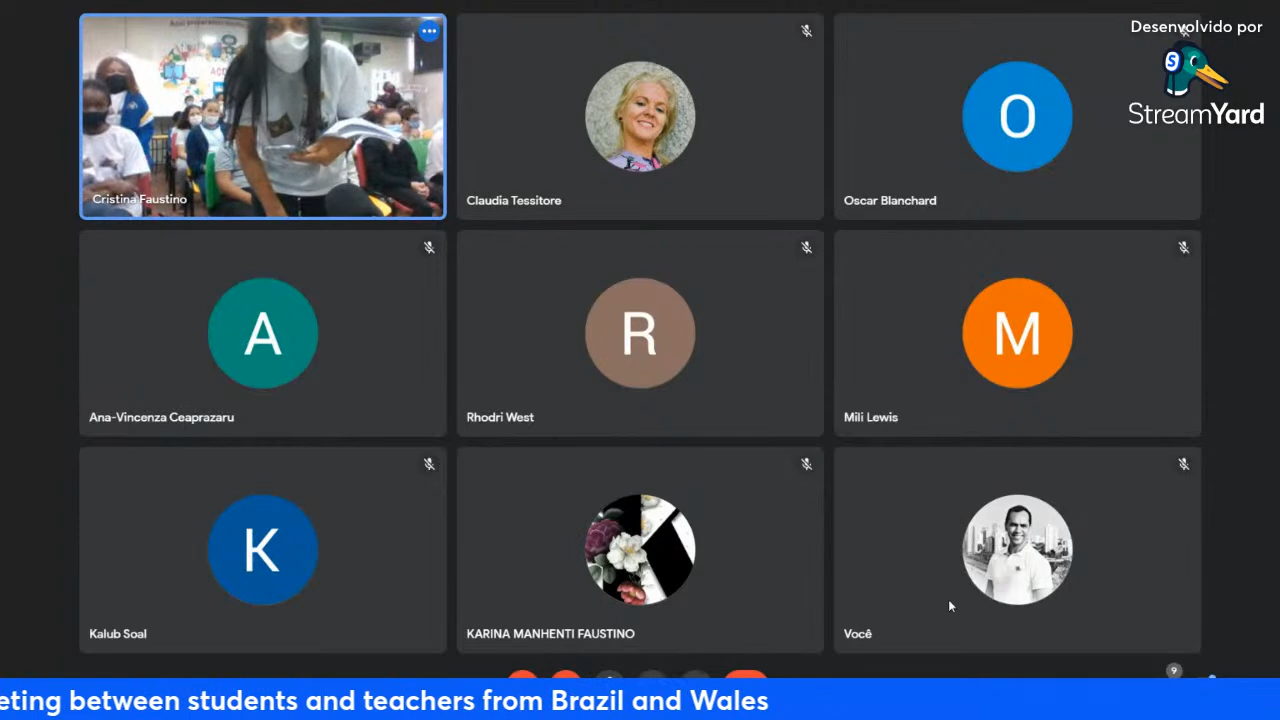 Desenvolvido por
StreamYard
Cristina Faustino
Claudia Tessitore
O
Oscar Blanchard
A
Ana-Vincenza Ceaprazaru
R
Rhodri West
M
Mili Lewis
K
Kalub Soal
KARINA MANHENTI FAUSTINO
Você
9
eting between students and teachers from Brazil and Wales